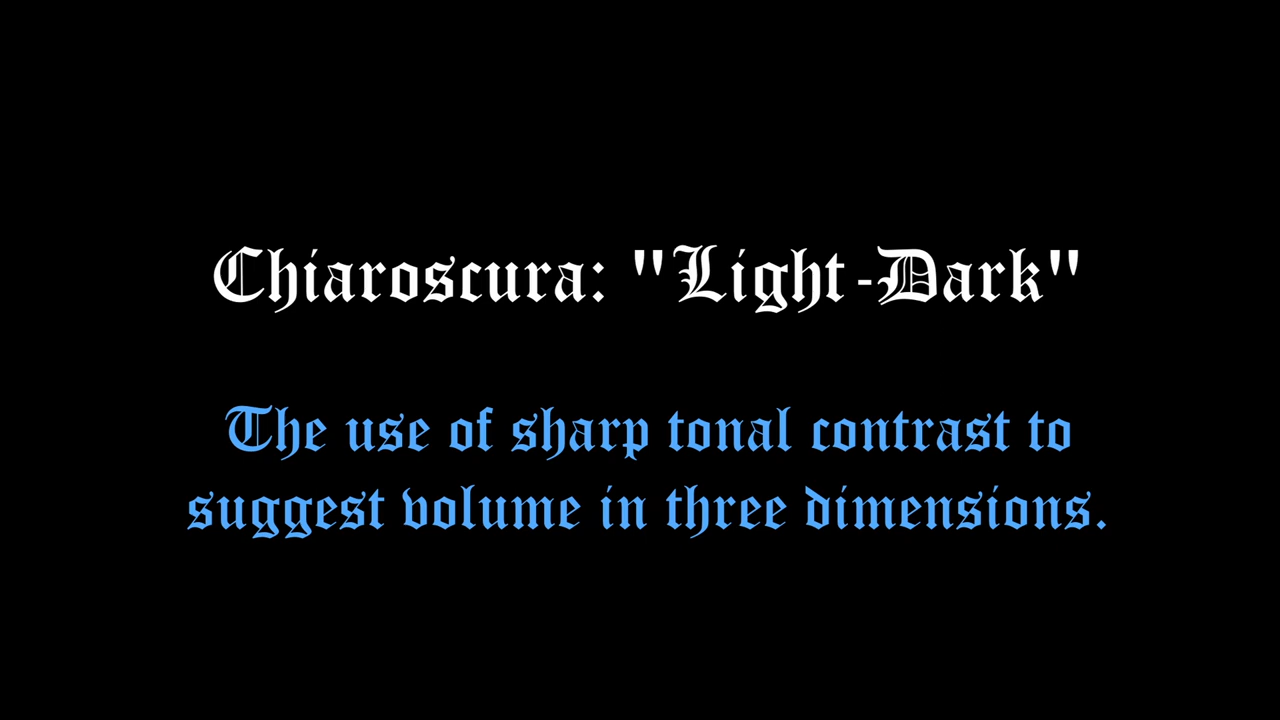 Chiaroscura: "Light-Dark"
The use of sharp tonal contrast to
suggest volume in three dimensions.